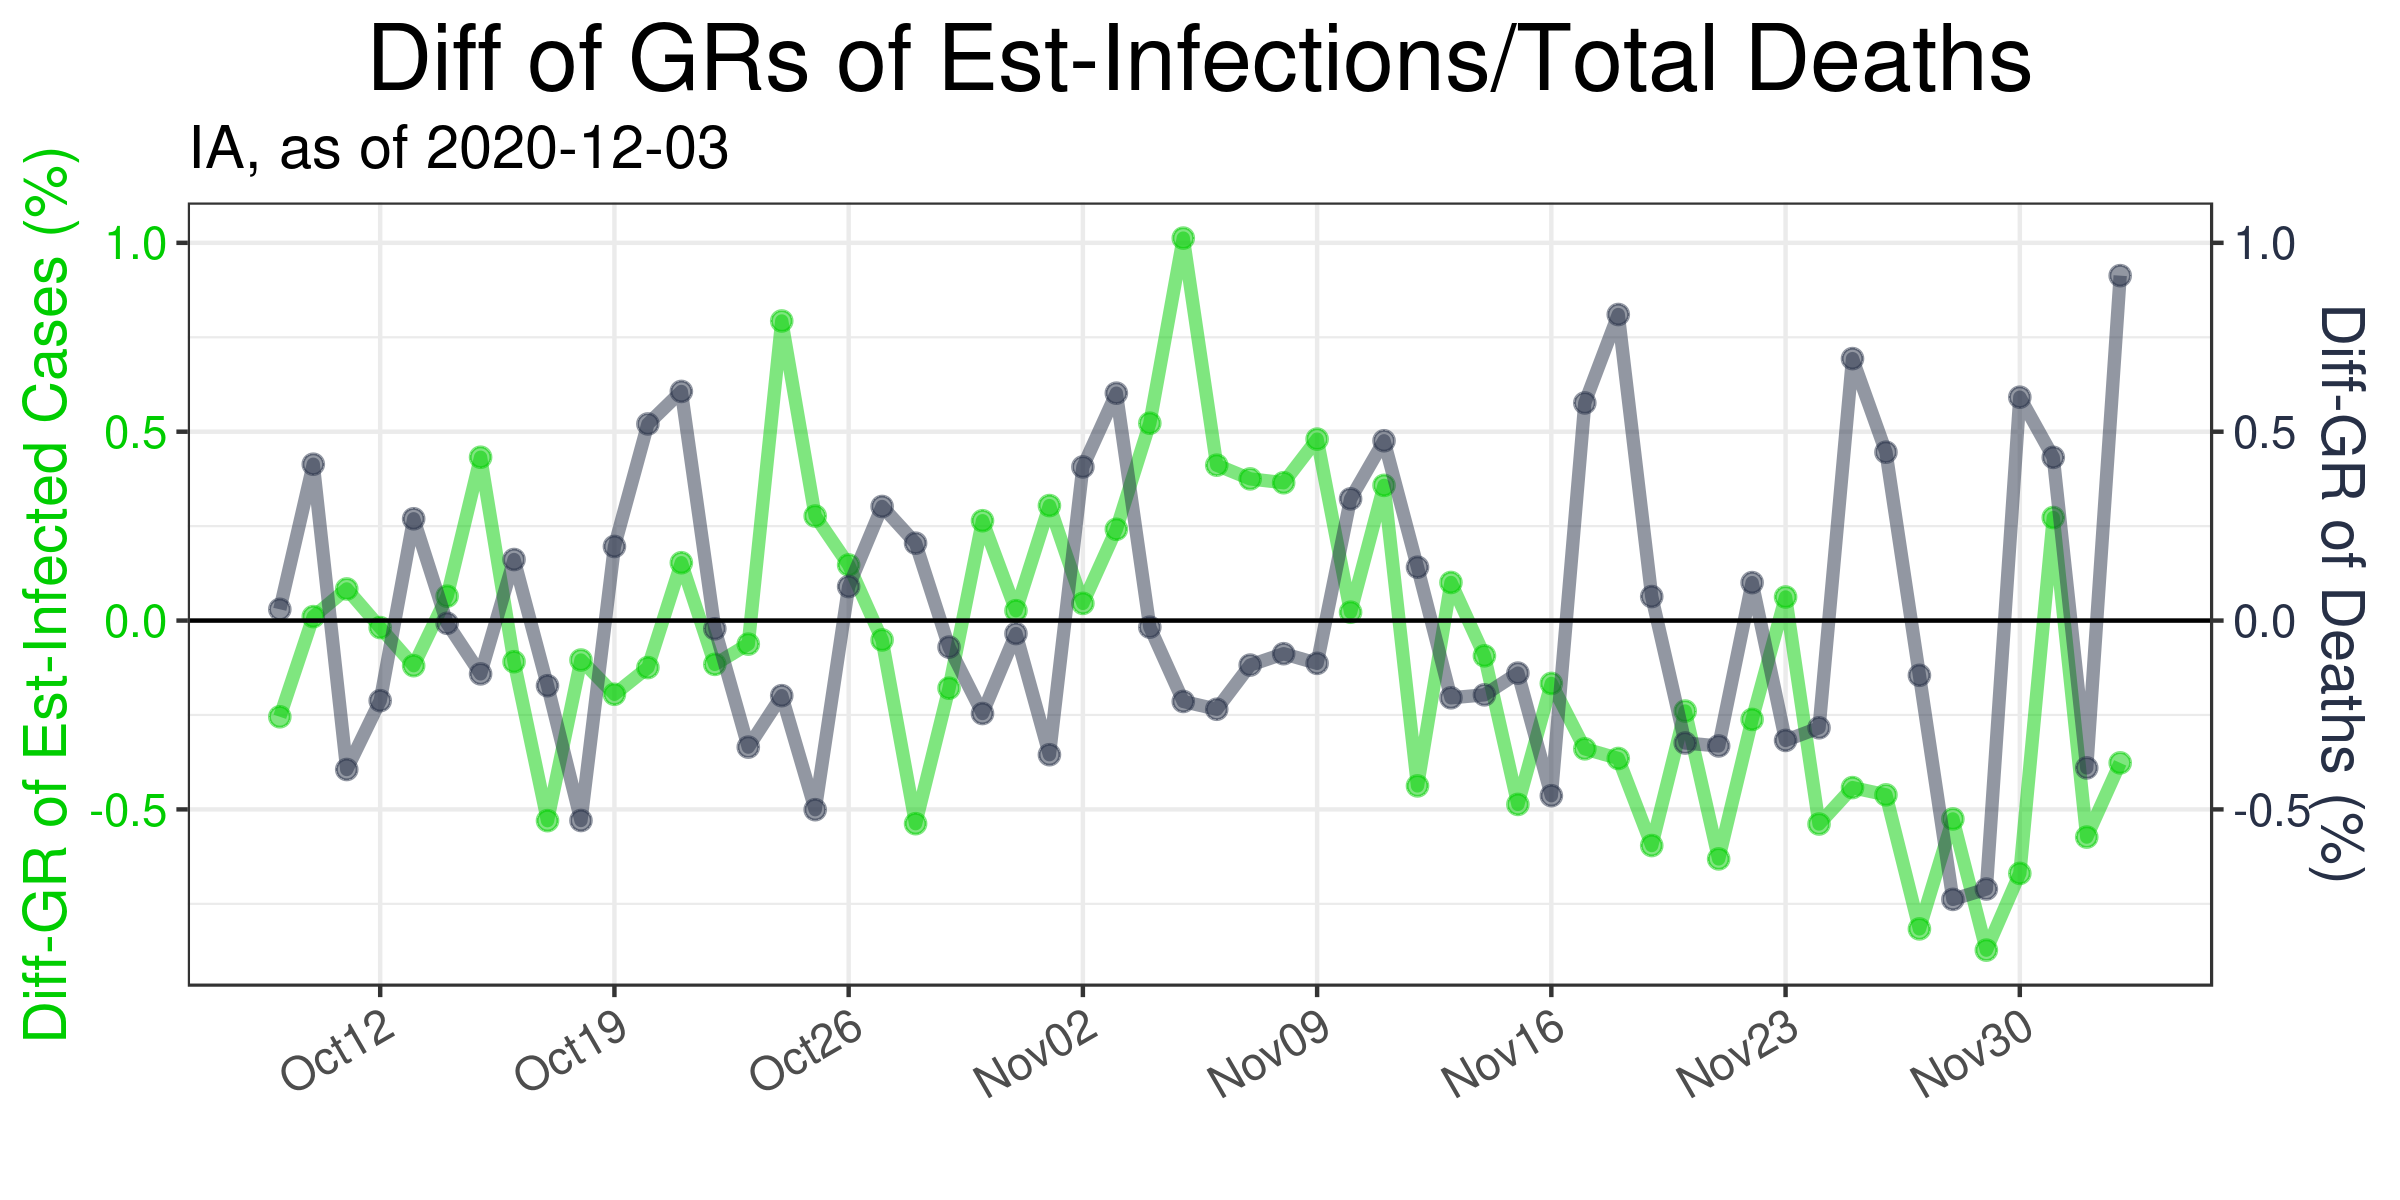 Diff of GRs of Est-Infections/Total Deaths
IA, as of 2020-12-03
Diff-GR of Est-Infected Cases (%)
1.0
0.5
0.0
-0.5
1.0
0.5
0.0
-0.5
Diff-GR of Deaths (%)
Oct12
Oct19
Oct26
Nov02
Nov09
Nov16
Nov23
Nov30